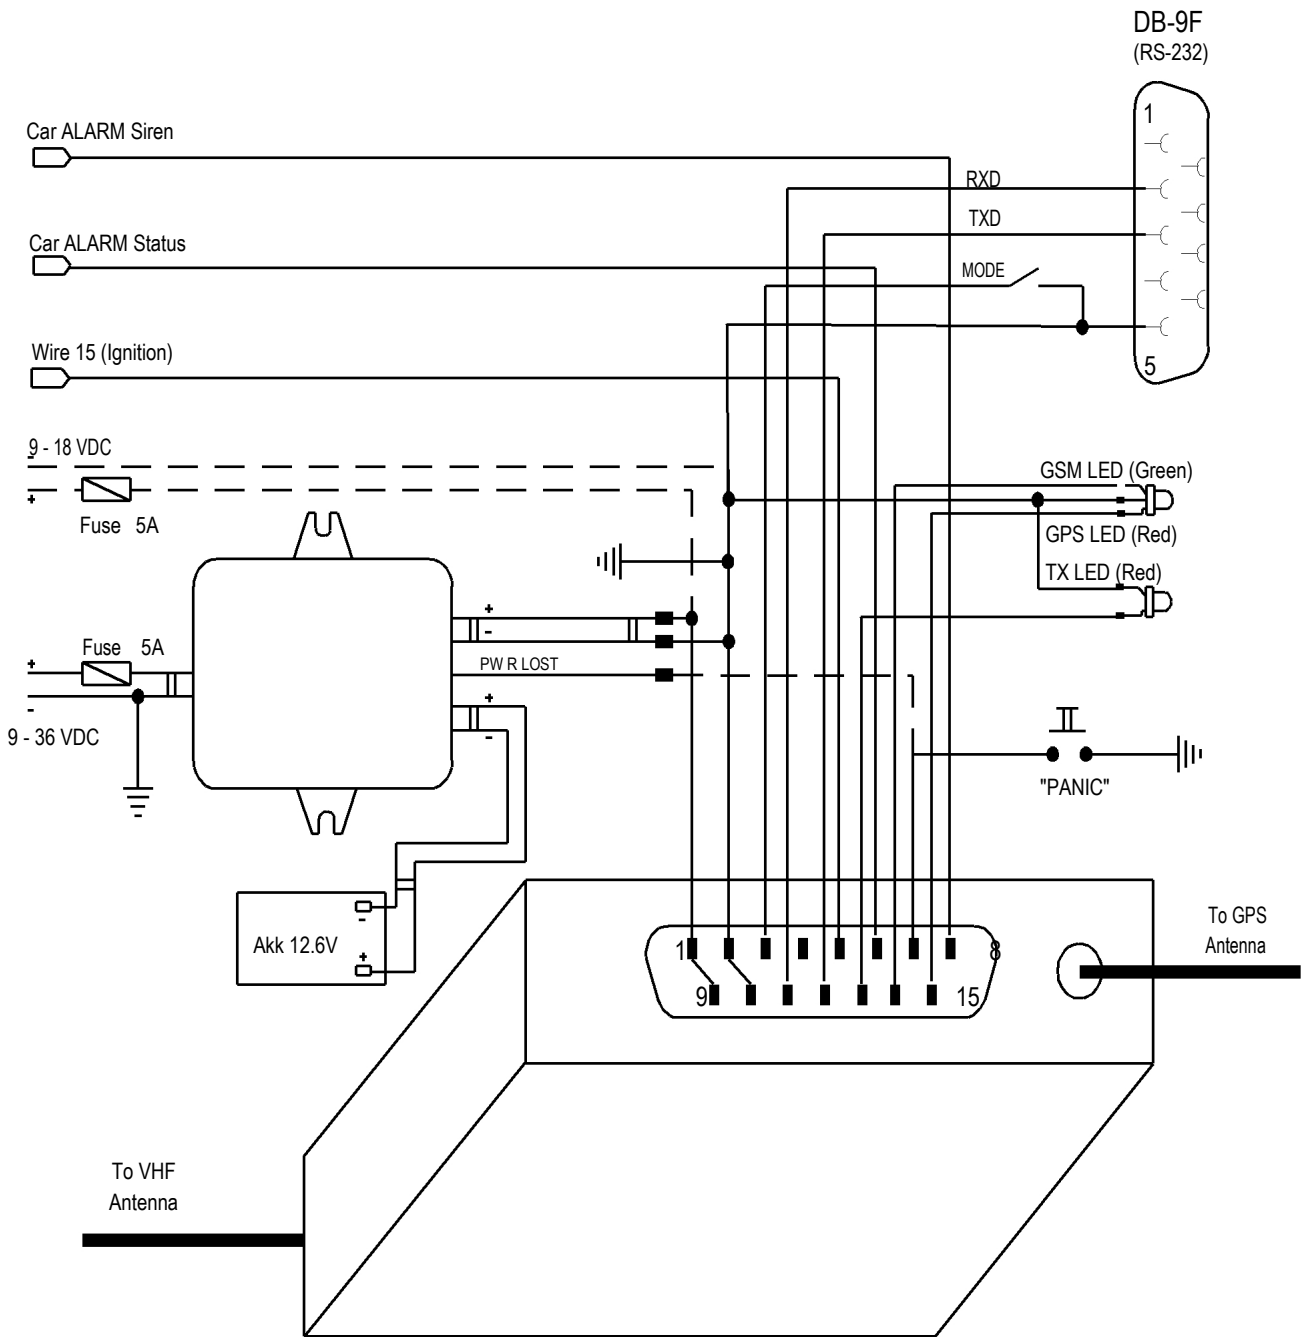 DB-9F
(RS-232)
1
Car ALARM Siren
RXD
TXD
Car ALARM Status
MODE
Wire 15 (Ignition)
5
9 - 18 VDC
-
+
GSM LED (Green)
Fuse 5A
GPS LED (Red)
TX LED (Red)
+
-
Fuse 5A
+
PW R LOST
-
+
-
9 - 36 VDC
"PANIC"
To GPS
Antenna
-
Akk 12.6V
+
1
8
9
15
To VHF
Antenna